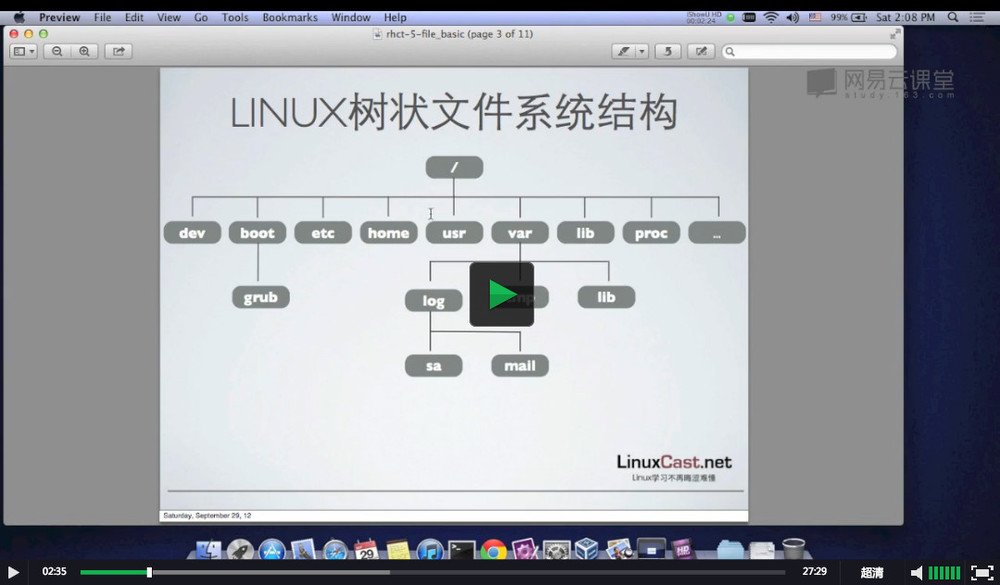 Preview File Edit View Go Tools Bookmarks Window Help
iShowU HD
00:02:24
99% Sat 2:08 PM
rhct-5-file_basic (page 3 of 11)
网易云课堂
study.163.com
LINUX树状文件系统结构
/
dev boot etc home usr var lib proc ...
grub log lib
sa mail
LinuxCast.net
Linux学习不再晦涩难懂
Saturday, September 29, 12
29
02:35 27:29 超清